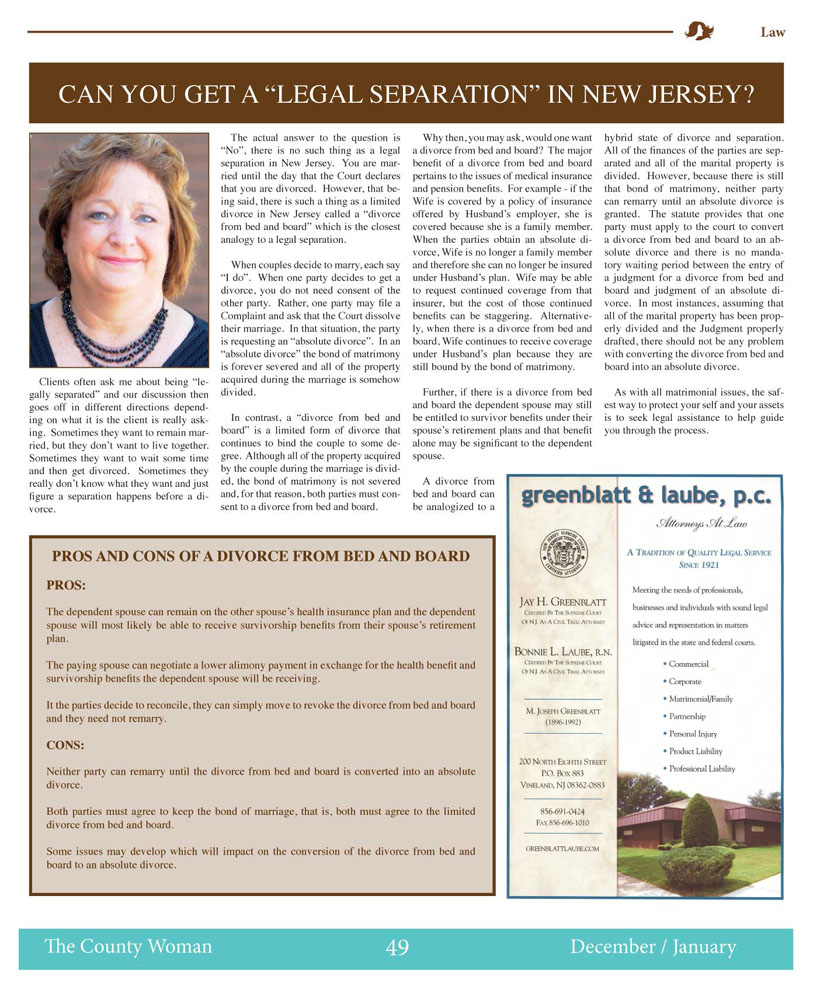 Law
CAN YOU GET A “LEGAL SEPARATION” IN NEW JERSEY?
Clients often ask me about being “le-
gally separated” and our discussion then
goes off in different directions depend-
ing on what it is the client is really ask-
ing. Sometimes they want to remain mar-
ried, but they don’t want to live together.
Sometimes they want to wait some time
and then get divorced. Sometimes they
really don’t know what they want and just
figure a separation happens before a di-
vorce.
The actual answer to the question is
“No”, there is no such thing as a legal
separation in New Jersey. You are mar-
ried until the day that the Court declares
that you are divorced. However, that be-
ing said, there is such a thing as a limited
divorce in New Jersey called a “divorce
from bed and board” which is the closest
analogy to a legal separation.
When couples decide to marry, each say
“I do”. When one party decides to get a
divorce, you do not need consent of the
other party. Rather, one party may file a
Complaint and ask that the Court dissolve
their marriage. In that situation, the party
is requesting an “absolute divorce”. In an
“absolute divorce” the bond of matrimony
is forever severed and all of the property
acquired during the marriage is somehow
divided.
In contrast, a “divorce from bed and
board” is a limited form of divorce that
continues to bind the couple to some de-
gree. Although all of the property acquired
by the couple during the marriage is divid-
ed, the bond of matrimony is not severed
and, for that reason, both parties must con-
sent to a divorce from bed and board.
Why then, you may ask, would one want
a divorce from bed and board? The major
benefit of a divorce from bed and board
pertains to the issues of medical insurance
and pension benefits. For example - if the
Wife is covered by a policy of insurance
offered by Husband’s employer, she is
covered because she is a family member.
When the parties obtain an absolute di-
vorce, Wife is no longer a family member
and therefore she can no longer be insured
under Husband’s plan. Wife may be able
to request continued coverage from that
insurer, but the cost of those continued
benefits can be staggering. Alternative-
ly, when there is a divorce from bed and
board, Wife continues to receive coverage
under Husband’s plan because they are
still bound by the bond of matrimony.
Further, if there is a divorce from bed
and board the dependent spouse may still
be entitled to survivor benefits under their
spouse’s retirement plans and that benefit
alone may be significant to the dependent
spouse.
A divorce from
bed and board can
be analogized to a
hybrid state of divorce and separation.
All of the finances of the parties are sep-
arated and all of the marital property is
divided. However, because there is still
that bond of matrimony, neither party
can remarry until an absolute divorce is
granted. The statute provides that one
party must apply to the court to convert
a divorce from bed and board to an ab-
solute divorce and there is no manda-
tory waiting period between the entry of
a judgment for a divorce from bed and
board and judgment of an absolute di-
vorce. In most instances, assuming that
all of the marital property has been prop-
erly divided and the Judgment properly
drafted, there should not be any problem
with converting the divorce from bed and
board into an absolute divorce.
As with all matrimonial issues, the saf-
est way to protect your self and your assets
is to seek legal assistance to help guide
you through the process.
PROS AND CONS OF A DIVORCE FROM BED AND BOARD
PROS:
The dependent spouse can remain on the other spouse’s health insurance plan and the dependent
spouse will most likely be able to receive survivorship benefits from their spouse’s retirement
plan.
The paying spouse can negotiate a lower alimony payment in exchange for the health benefit and
survivorship benefits the dependent spouse will be receiving.
It the parties decide to reconcile, they can simply move to revoke the divorce from bed and board
and they need not remarry.
CONS:
Neither party can remarry until the divorce from bed and board is converted into an absolute
divorce.
Both parties must agree to keep the bond of marriage, that is, both must agree to the limited
divorce from bed and board.
Some issues may develop which will impact on the conversion of the divorce from bed and
board to an absolute divorce.
greenblatt & laube, p.c.
Attorneys At Law
A TRADITION OF QUALITY LEGAL SERVICE
SINCE 1921
JAY H. GREENBLATT
CERTIFIED BY THE SUPREME COURT
OF N.J. AS A CIVIL TRIAL ATTORNEY
BONNIE L. LAUBE, R.N.
CERTIFIED BY THE SUPREME COURT
OF N.J. AS A CIVIL TRIAL ATTORNEY
M. JOSEPH GREENBLATT
(1896-1992)
200 NORTH EIGHTH STREET
P.O. BOX 883
VINELAND, NJ 08362-0883
856-691-0424
FAX 856-696-1010
GREENBLATTLAUBE.COM
Meeting the needs of professionals,
businesses and individuals with sound legal
advice and representation in matters
litigated in the state and federal courts.
• Commercial
• Corporate
• Matrimonial/Family
• Partnership
• Personal Injury
• Product Liability
• Professional Liability
The County Woman
49
December / January